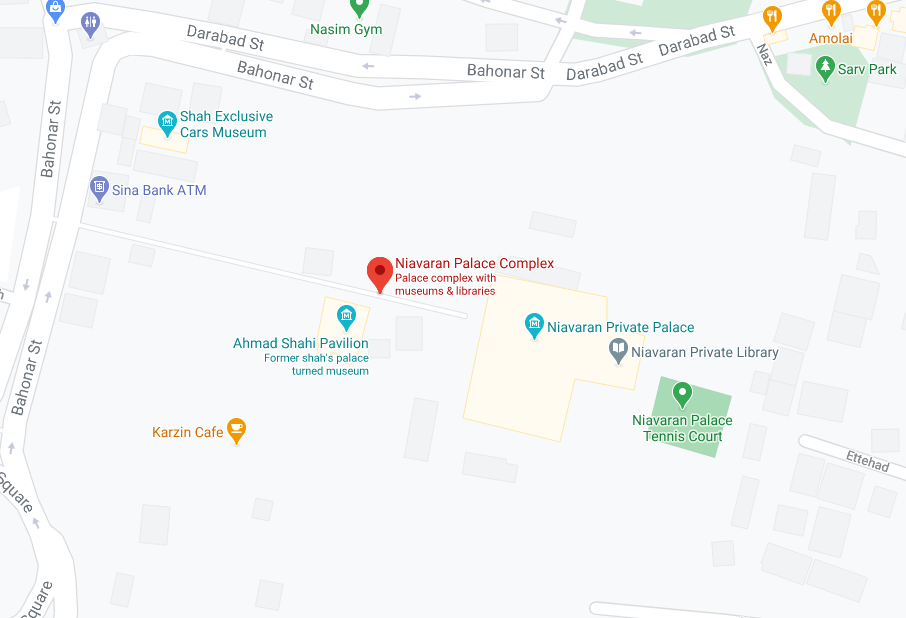 Nasim Gym
Darabad St
Bahonar St
Bahonar St
Darabad St
Darabad St
Naz
Amolai
Sarv Park
Bahonar St
Shah Exclusive
Cars Museum
Sina Bank ATM
Niavaran Palace Complex
Palace complex with
museums & libraries
Ahmad Shahi Pavilion
Former shah's palace
turned museum
Niavaran Private Palace
Niavaran Private Library
Bahonar St
Niavaran Palace
Tennis Court
Karzin Cafe
Ettehad
Square
Square